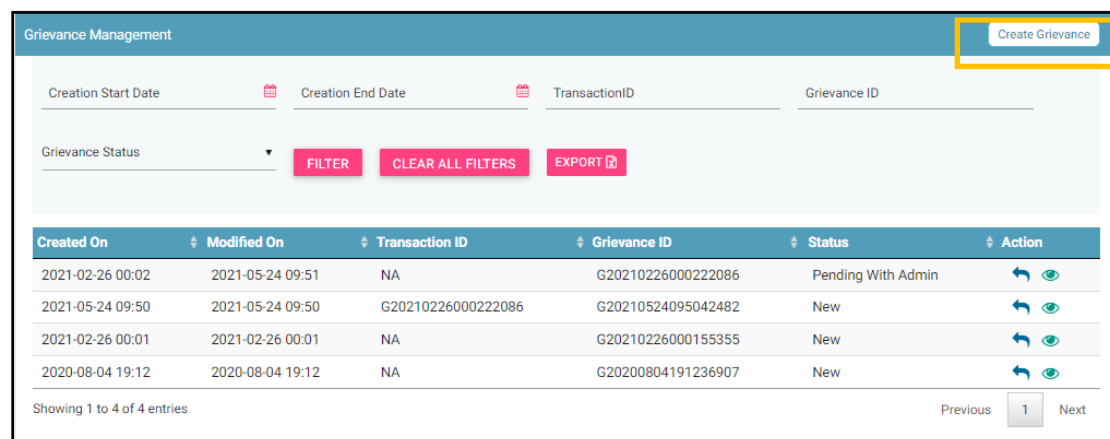 Grievance Management Create Grievance
Creation Start Date Creation End Date TransactionID Grievance ID
Grievance Status FILTER CLEAR ALL FILTERS EXPORT
Created On Modified On Transaction ID Grievance ID Status Action
2021-02-26 00:02 2021-05-24 09:51 NA G20210226000222086 Pending With Admin
2021-05-24 09:50 2021-05-24 09:50 G20210226000222086 G20210524095042482 New
2021-02-26 00:01 2021-02-26 00:01 NA G20210226000155355 New
2020-08-04 19:12 2020-08-04 19:12 NA G20200804191236907 New
Showing 1 to 4 of 4 entries Previous 1 Next